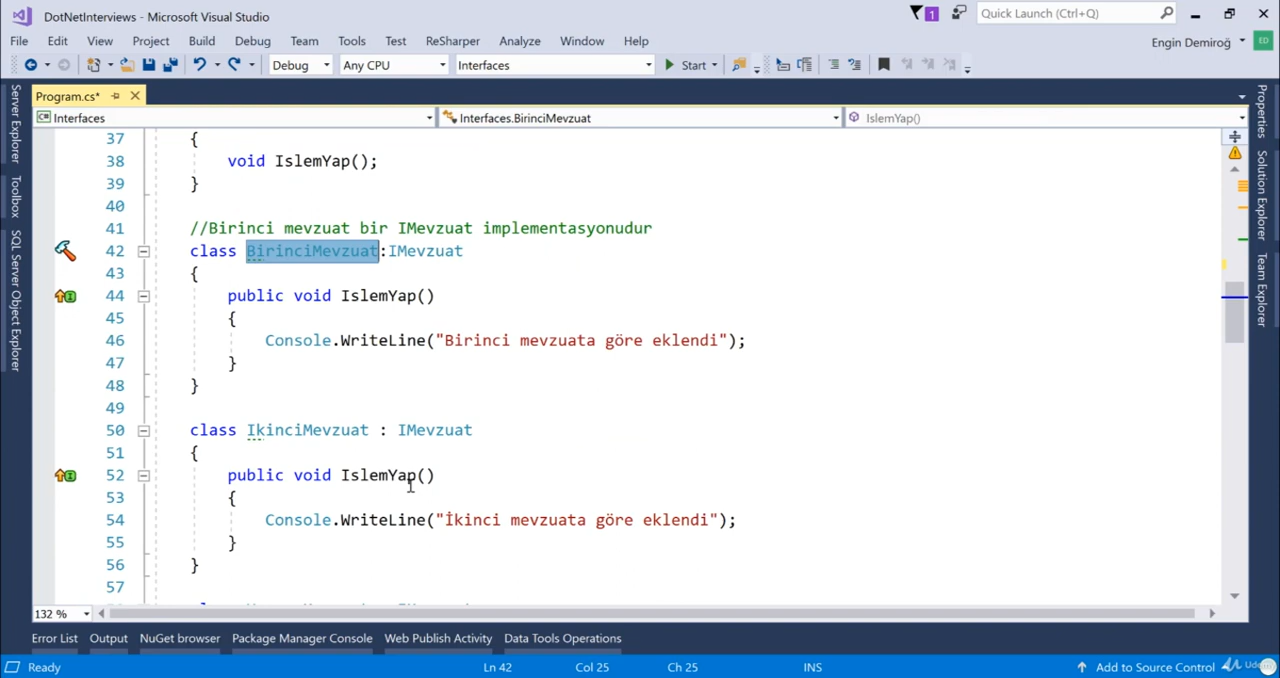 DotNetInterviews - Microsoft Visual Studio
1
Quick Launch (Ctrl+Q)
File Edit View Project Build Debug Team Tools Test ReSharper Analyze Window Help
Engin Demiroğ
ED
Debug Any CPU Interfaces Start
Program.cs*
Interfaces Interfaces.BirinciMevzuat IslemYap()
Server Explorer
Toolbox
SQL Server Object Explorer
37 {
38 void IslemYap();
39 }
40
41 //Birinci mevzuat bir IMevzuat implementasyonudur
42 class BirinciMevzuat:IMevzuat
43 {
44 public void IslemYap()
45 {
46 Console.WriteLine("Birinci mevzuata göre eklendi");
47 }
48 }
49
50 class IkinciMevzuat : IMevzuat
51 {
52 public void IslemYap()
53 {
54 Console.WriteLine("İkinci mevzuata göre eklendi");
55 }
56 }
57
Properties
Solution Explorer
Team Explorer
132 %
Error List Output NuGet browser Package Manager Console Web Publish Activity Data Tools Operations
Ready Ln 42 Col 25 Ch 25 INS Add to Source Control
Udemy